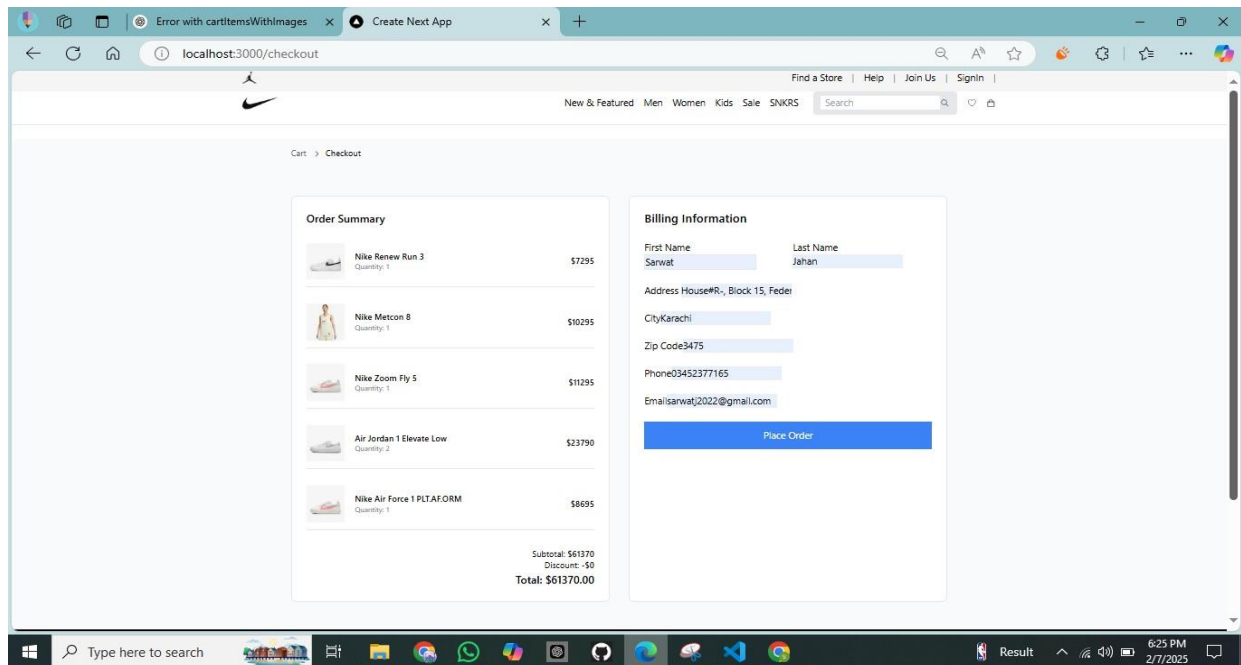 Error with cartItemsWithImages
Create Next App
localhost:3000/checkout
Find a Store | Help | Join Us | SignIn |
New & Featured Men Women Kids Sale SNKRS Search
Cart > Checkout
Order Summary
Nike Renew Run 3
Quantity: 1
$7295
Nike Metcon 8
Quantity: 1
$10295
Nike Zoom Fly 5
Quantity: 1
$11295
Air Jordan 1 Elevate Low
Quantity: 2
$23790
Nike Air Force 1 PLT.AF.ORM
Quantity: 1
$8695
Subtotal: $61370
Discount: -$0
Total: $61370.00
Billing Information
First Name Last Name
Sarwat Jahan
Address House#R-, Block 15, Feder
CityKarachi
Zip Code3475
Phone03452377165
Emailsarwatj2022@gmail.com
Place Order
Type here to search
Result
6:25 PM
2/7/2025